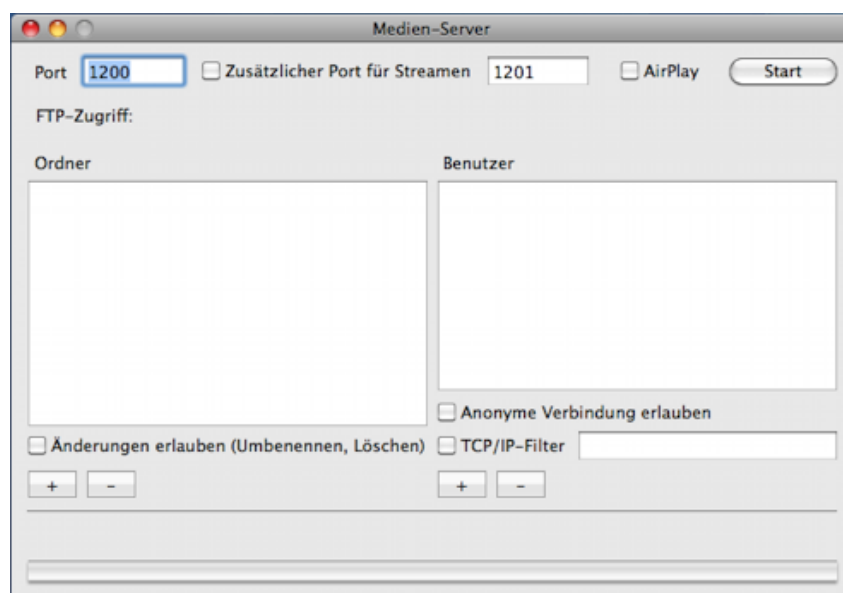 Medien-Server
Port 1200 Zusätzlicher Port für Streamen 1201 AirPlay Start
FTP-Zugriff:
Ordner Benutzer
Anonyme Verbindung erlauben
Änderungen erlauben (Umbenennen, Löschen) TCP/IP-Filter
+ - + -